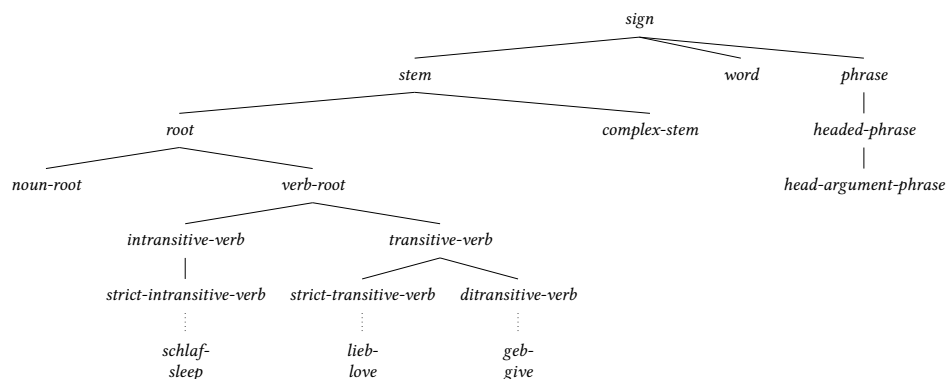 sign
stem word phrase
root complex-stem headed-phrase
noun-root verb-root head-argument-phrase
intransitive-verb transitive-verb
strict-intransitive-verb strict-transitive-verb ditransitive-verb
schlaf- lieb- geb-
sleep love give